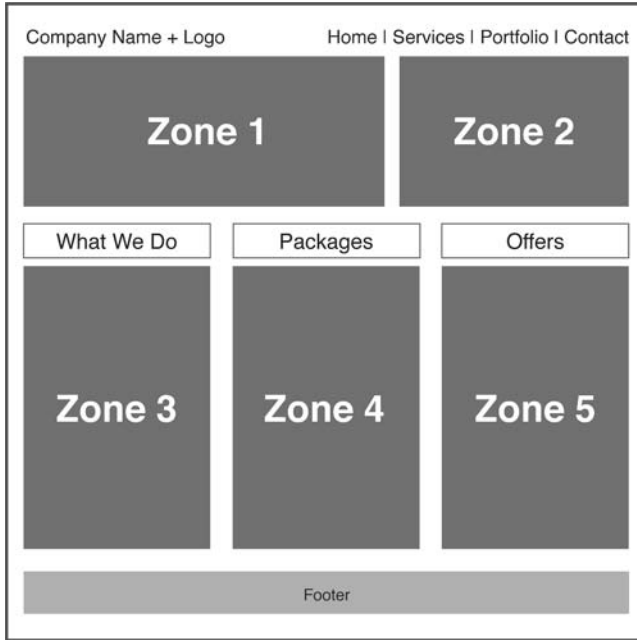 Company Name + Logo
Home | Services | Portfolio | Contact
Zone 1
Zone 2
What We Do
Packages
Offers
Zone 3
Zone 4
Zone 5
Footer